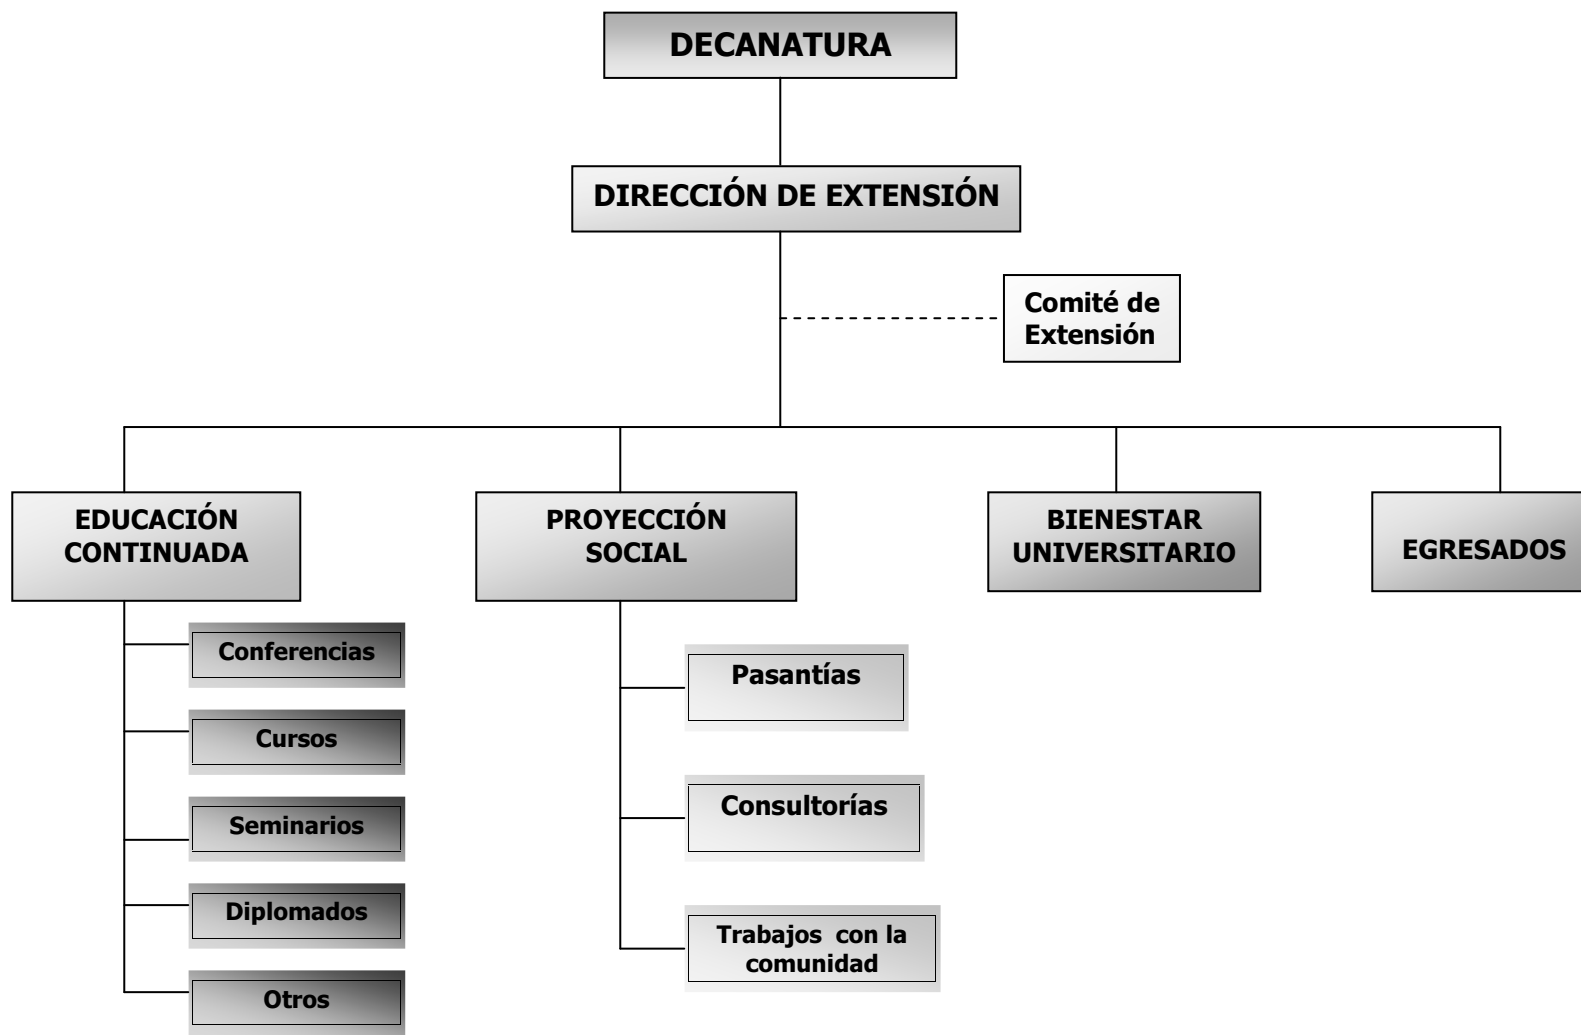 DECANATURA
DIRECCIÓN DE EXTENSIÓN
Comité de
Extensión
EDUCACIÓN
CONTINUADA
PROYECCIÓN
SOCIAL
BIENESTAR
UNIVERSITARIO
EGRESADOS
Conferencias
Cursos
Seminarios
Diplomados
Otros
Pasantías
Consultorías
Trabajos  con la
comunidad